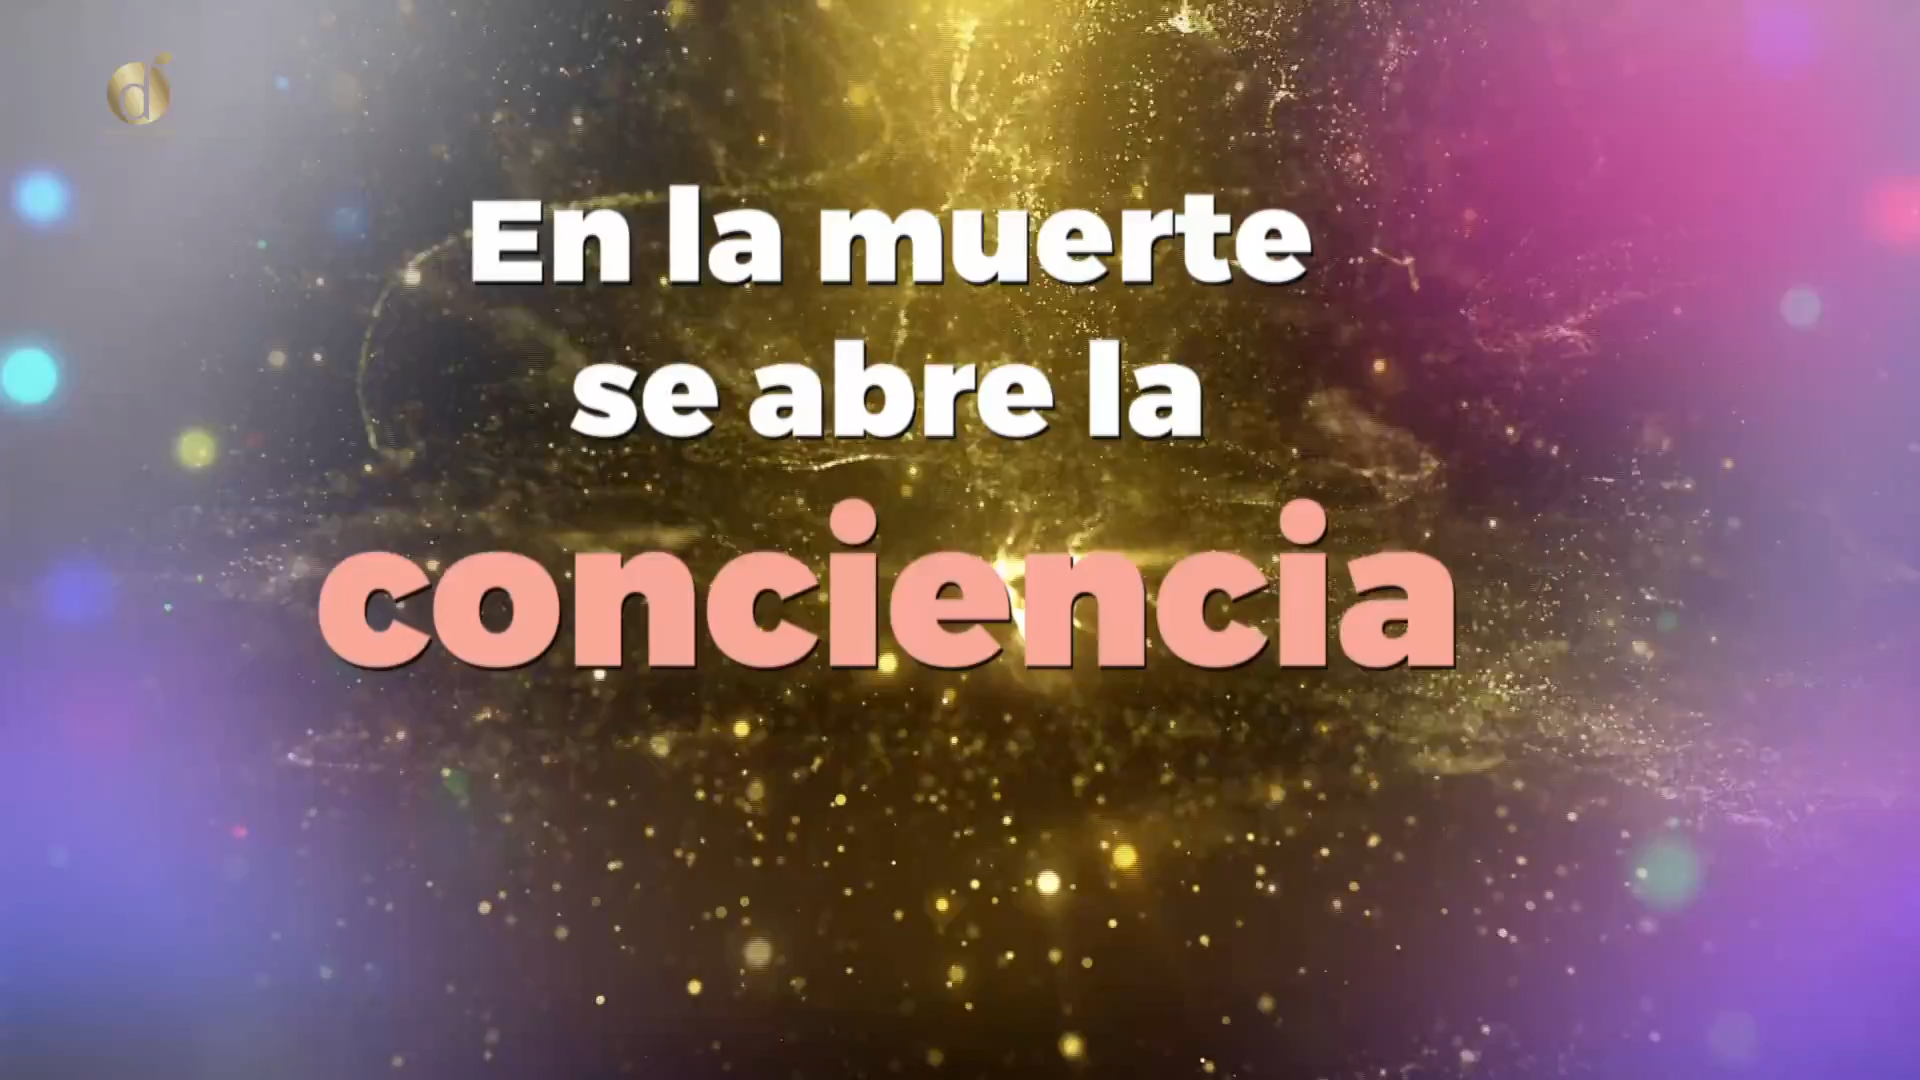 En la muerte
se abre la
conciencia